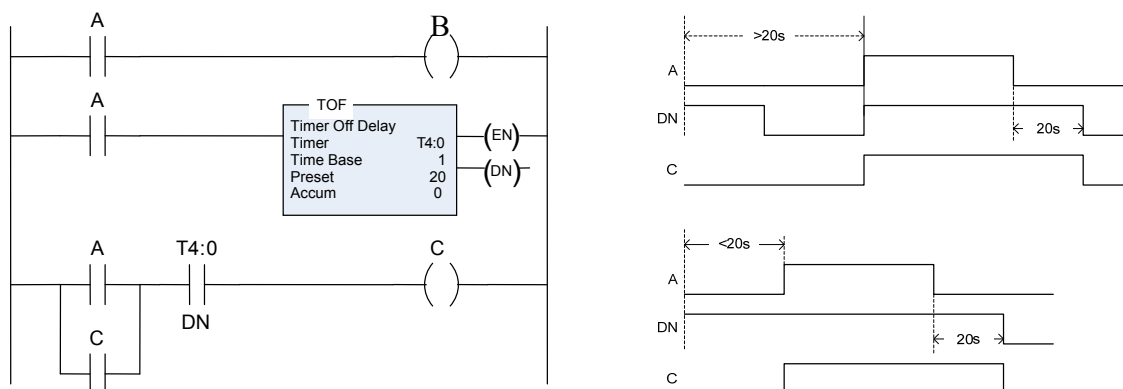 A
B
A
TOF
Timer Off Delay
Timer T4:0
Time Base 1
Preset 20
Accum 0
(EN)
(DN)
A
T4:0
C
DN
C
>20s
A
DN
20s
C
<20s
A
DN
20s
C